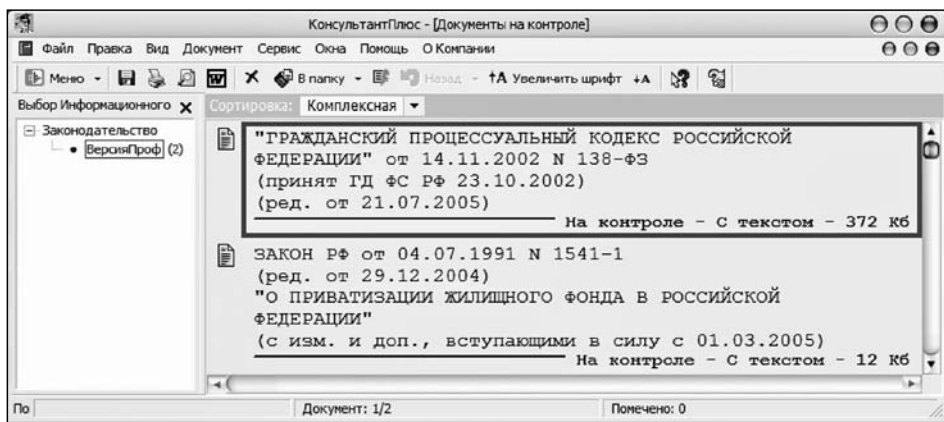 КонсультантПлюс - [Документы на контроле]
Файл Правка Вид Документ Сервис Окна Помощь О Компании
Меню В папку Назад Увеличить шрифт
Выбор Информационного
Сортировка: Комплексная
Законодательство
ВерсияПроф (2)
"ГРАЖДАНСКИЙ ПРОЦЕССУАЛЬНЫЙ КОДЕКС РОССИЙСКОЙ
ФЕДЕРАЦИИ" от 14.11.2002 N 138-ФЗ
(принят ГД ФС РФ 23.10.2002)
(ред. от 21.07.2005)
На контроле - С текстом - 372 Кб
ЗАКОН РФ от 04.07.1991 N 1541-1
(ред. от 29.12.2004)
"О ПРИВАТИЗАЦИИ ЖИЛИЩНОГО ФОНДА В РОССИЙСКОЙ
ФЕДЕРАЦИИ"
(с изм. и доп., вступающими в силу с 01.03.2005)
На контроле - С текстом - 12 Кб
По
Документ: 1/2
Помечено: 0